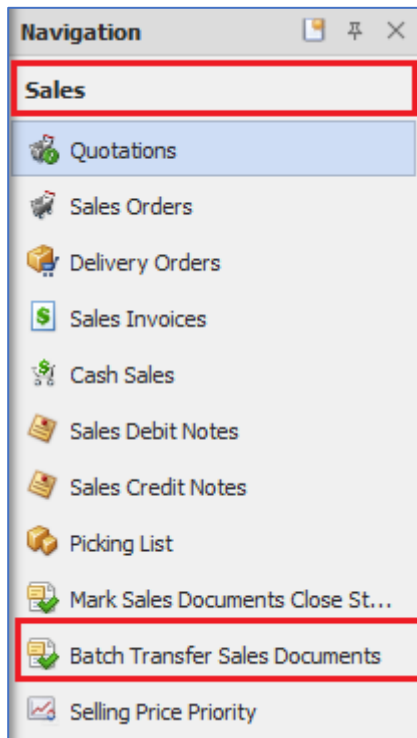 Navigation
Sales
Quotations
Sales Orders
Delivery Orders
$ Sales Invoices
Cash Sales
Sales Debit Notes
Sales Credit Notes
Picking List
Mark Sales Documents Close St...
Batch Transfer Sales Documents
Selling Price Priority